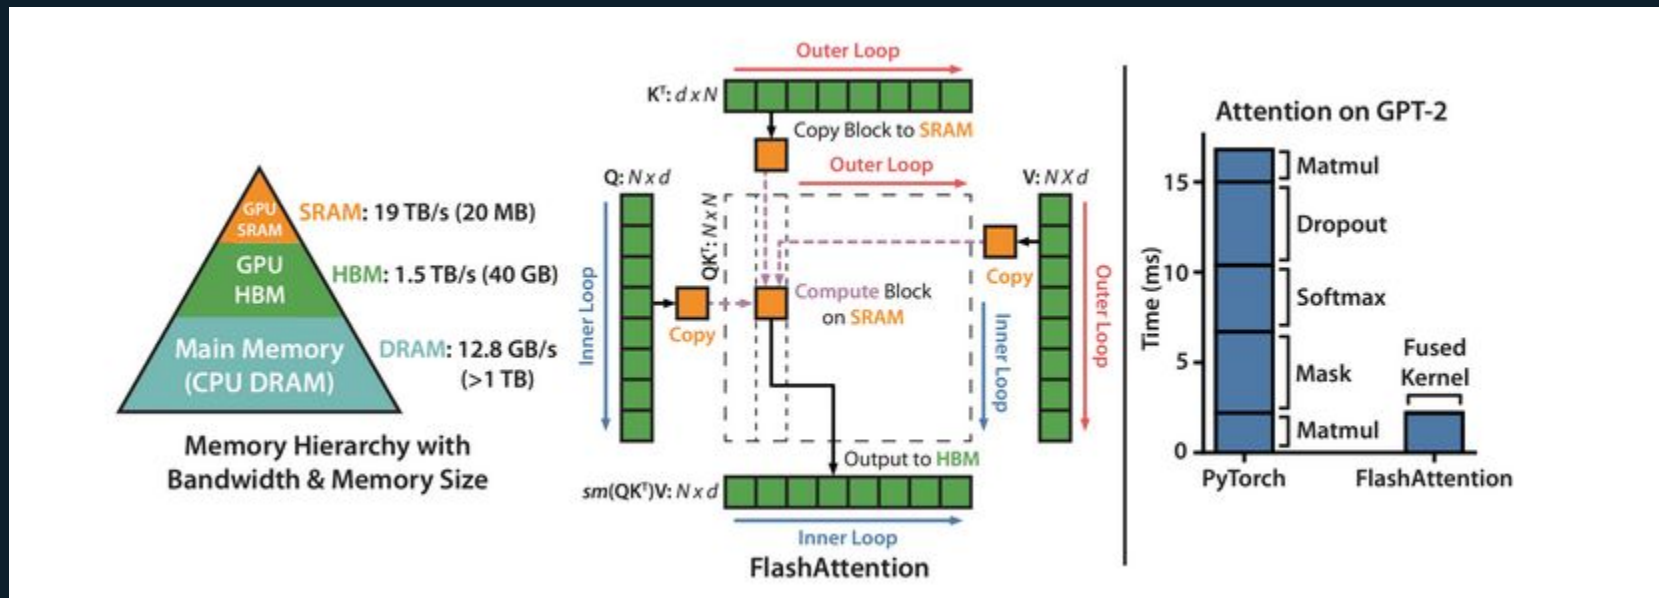 GPU
SRAM
SRAM: 19 TB/s (20 MB)
GPU
HBM
HBM: 1.5 TB/s (40 GB)
Main Memory
(CPU DRAM)
DRAM: 12.8 GB/s
(>1 TB)
Memory Hierarchy with
Bandwidth & Memory Size
Outer Loop
Kᵀ: d x N
Copy Block to SRAM
Outer Loop
Q: N x d
V: N X d
QKᵀ: N x N
Inner Loop
Copy
Compute Block
on SRAM
Copy
Inner Loop
Outer Loop
Output to HBM
sm(QKᵀ)V: N x d
Inner Loop
FlashAttention
Attention on GPT-2
Time (ms)
15
10
5
0
Matmul
Dropout
Softmax
Mask
Matmul
Fused
Kernel
PyTorch
FlashAttention